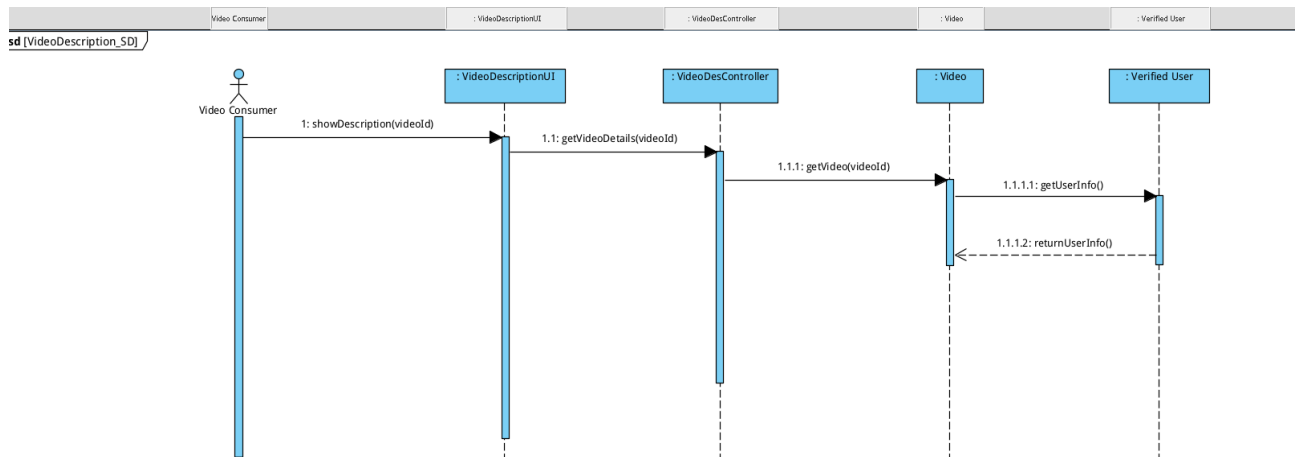 Video Consumer
: VideoDescriptionUI
: VideoDesController
: Video
: Verified User
sd [VideoDescription_SD]
: VideoDescriptionUI
: VideoDesController
: Video
: Verified User
Video Consumer
1: showDescription(videoId)
1.1: getVideoDetails(videoId)
1.1.1: getVideo(videoId)
1.1.1.1: getUserInfo()
1.1.1.2: returnUserInfo()